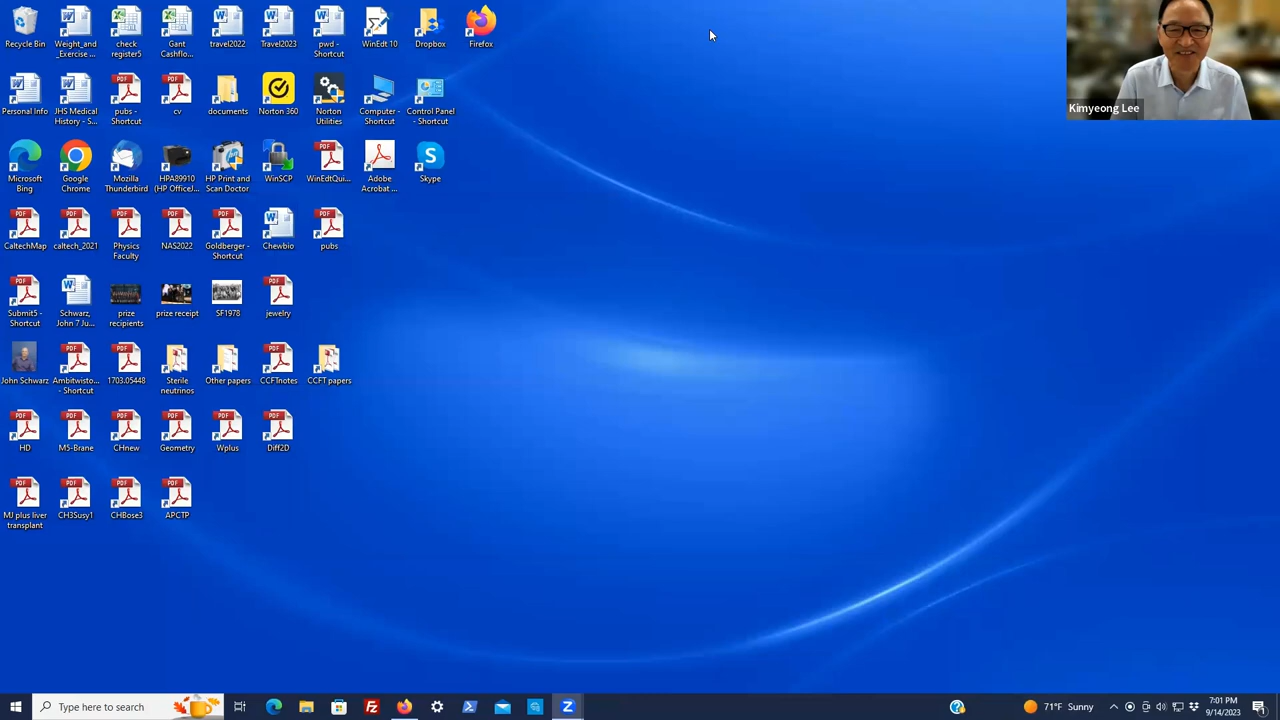 Recycle Bin
Weight_and
_Exercise ...
check
register5
Gant
Cashflo...
travel2022
Travel2023
pwd -
Shortcut
WinEdt 10
Dropbox
Firefox
Kimyeong Lee
Personal Info
JHS Medical
History - S...
pubs -
Shortcut
cv
documents
Norton 360
Norton
Utilities
Computer -
Shortcut
Control Panel
- Shortcut
Microsoft
Bing
Google
Chrome
Mozilla
Thunderbird
HPA89910
(HP OfficeJ...
HP Print and
Scan Doctor
WinSCP
WinEdtQui...
Adobe
Acrobat ...
Skype
CaltechMap
caltech_2021
Physics
Faculty
NAS2022
Goldberger -
Shortcut
Chewbio
pubs
Submit5 -
Shortcut
Schwarz,
John 7 Ju...
prize
recipients
prize receipt
SF1978
jewelry
John Schwarz
Ambitwisto...
- Shortcut
1703.05448
Sterile
neutrinos
Other papers
CCFTnotes
CCFT papers
HD
M5-Brane
CHnew
Geometry
Wplus
Diff2D
MJ plus liver
transplant
CH3Susy1
CHBose3
APCTP
Type here to search
71°F Sunny
7:01 PM
9/14/2023